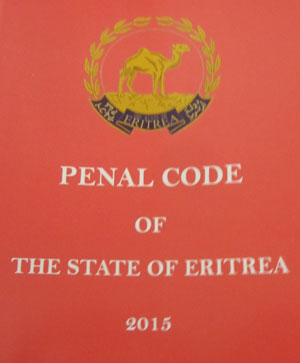 ERITREA
PENAL CODE
OF
THE STATE OF ERITREA
2015